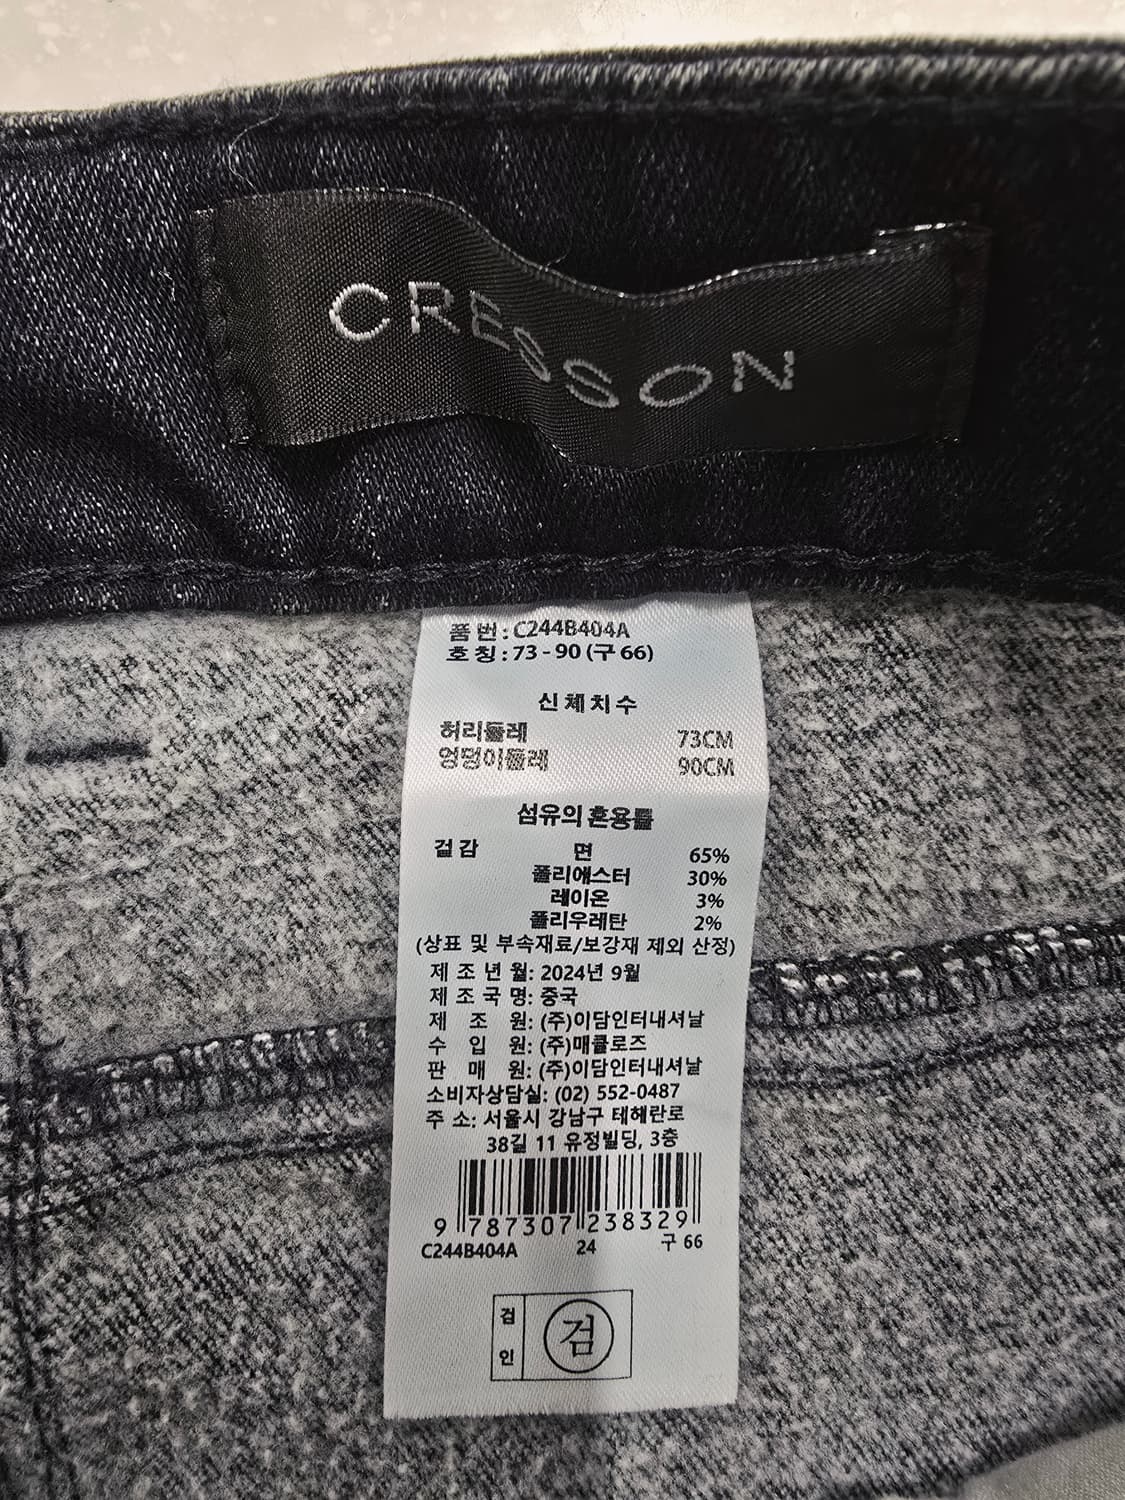 CRESSON
품 번 : C244B404A
호 칭 : 73 - 90 (구 66)
신 체 치 수
허리둘레 73CM
엉덩이둘레 90CM
섬유의 혼용률
겉감 면 65%
폴리에스터 30%
레이온 3%
폴리우레탄 2%
(상표 및 부속재료/보강재 제외 산정)
제 조 년 월: 2024년 9월
제 조 국 명: 중국
제 조 원: (주)이담인터내셔날
수 입 원: (주)매클로즈
판 매 원: (주)이담인터내셔날
소비자상담실: (02) 552-0487
주 소: 서울시 강남구 테헤란로
38길 11 유정빌딩, 3층
9 787307 238329
C244B404A 24 구 66
검인 검